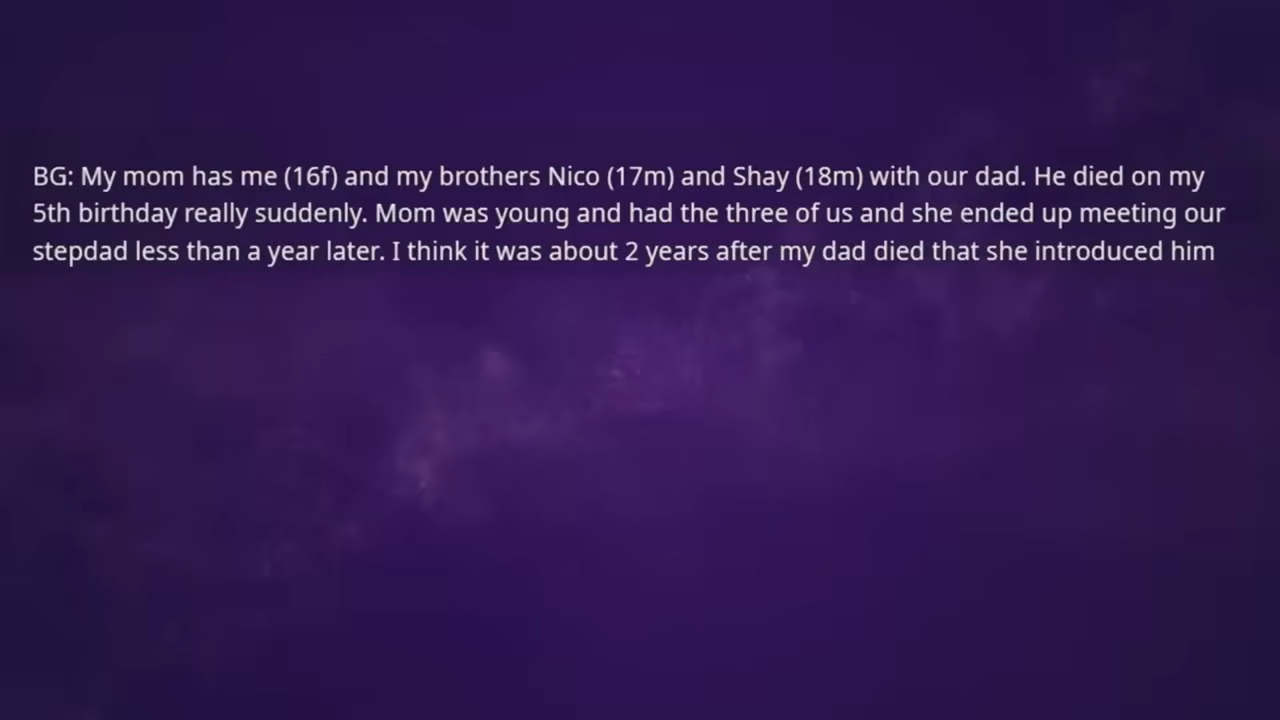 BG: My mom has me (16f) and my brothers Nico (17m) and Shay (18m) with our dad. He died on my
5th birthday really suddenly. Mom was young and had the three of us and she ended up meeting our
stepdad less than a year later. I think it was about 2 years after my dad died that she introduced him